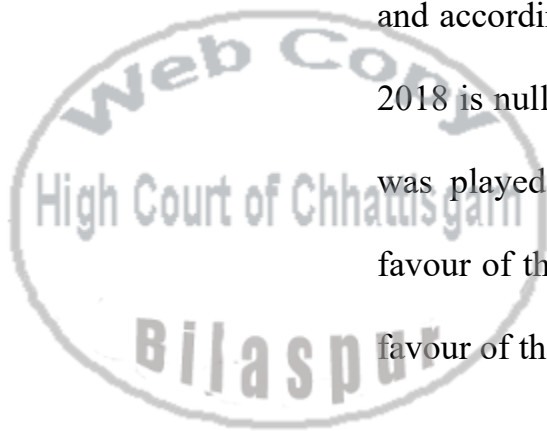 and accordi
2018 is null
was played
favour of th
favour of th
Web Copy
High Court of Chhattisgarh
Bilaspur